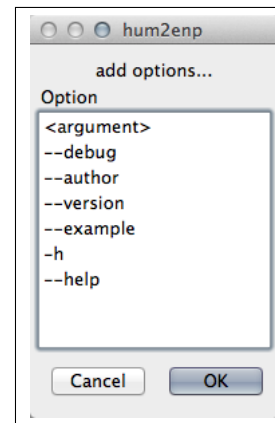 hum2enp
add options...
Option
<argument>
--debug
--author
--version
--example
-h
--help
Cancel OK